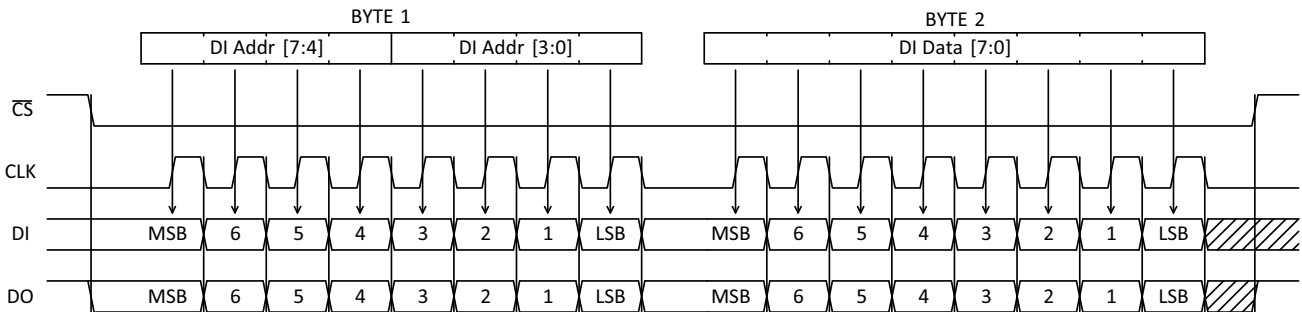 BYTE 1 BYTE 2
DI Addr [7:4] DI Addr [3:0] DI Data [7:0]
CS
CLK
DI MSB 6 5 4 3 2 1 LSB MSB 6 5 4 3 2 1 LSB
DO MSB 6 5 4 3 2 1 LSB MSB 6 5 4 3 2 1 LSB